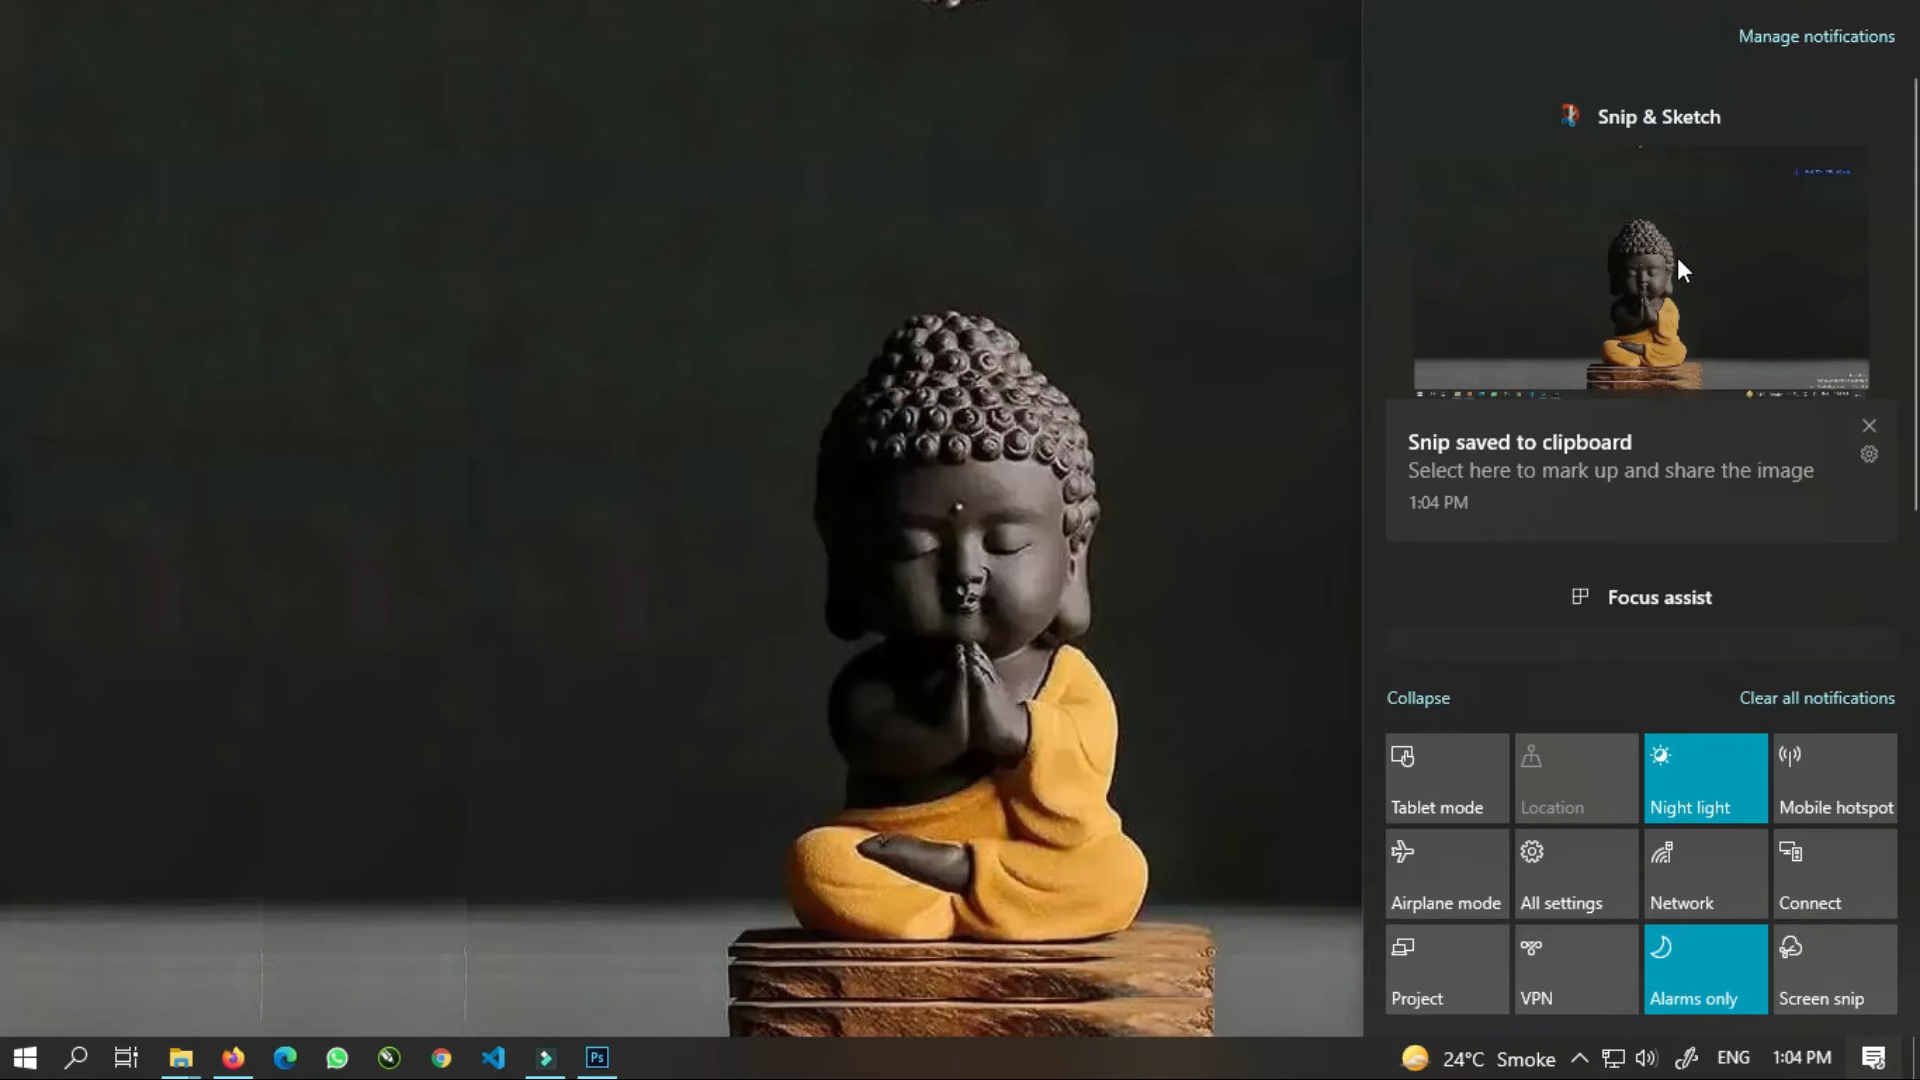 Manage notifications
Snip & Sketch
Snip saved to clipboard
Select here to mark up and share the image
1:04 PM
Focus assist
Collapse
Clear all notifications
Tablet mode
Location
Night light
Mobile hotspot
Airplane mode
All settings
Network
Connect
Project
VPN
Alarms only
Screen snip
Ps
24°C Smoke
ENG
1:04 PM